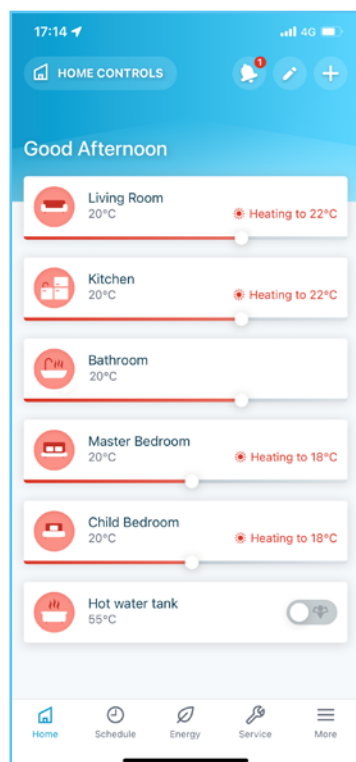 17:14
4G
HOME CONTROLS
1
Good Afternoon
Living Room
20°C
Heating to 22°C
Kitchen
20°C
Heating to 22°C
Bathroom
20°C
Master Bedroom
20°C
Heating to 18°C
Child Bedroom
20°C
Heating to 18°C
Hot water tank
55°C
Home
Schedule
Energy
Service
More